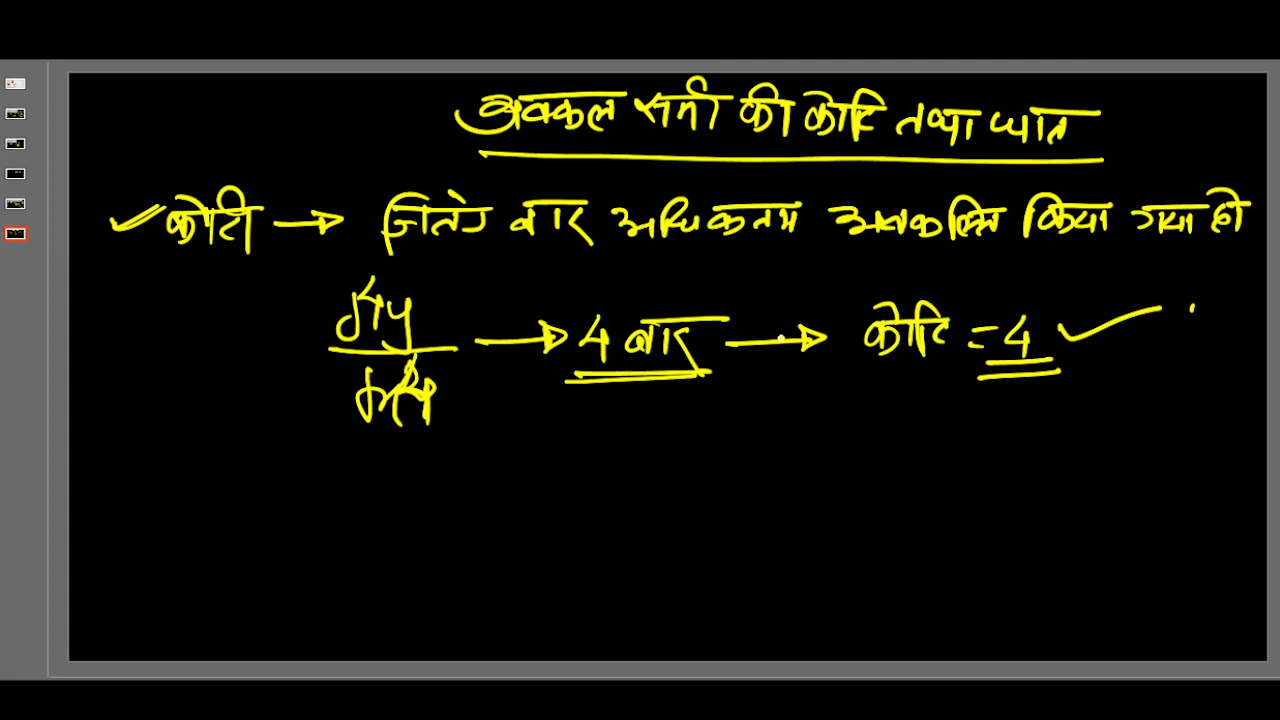 अवकल समी की कोटि तथा घात
कोटी → जितने बार अधिकतम अवकलित किया गया हो
d⁴y/dx⁴ → 4 बार → कोटि = 4